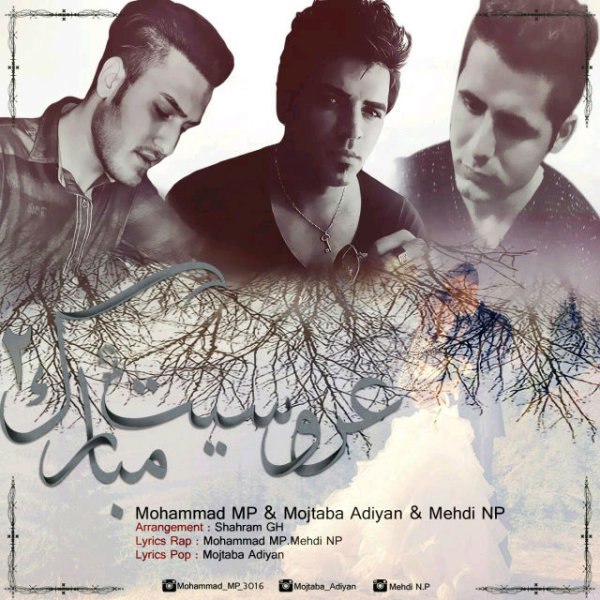 عروسیت مبارک ۲
Mohammad MP & Mojtaba Adiyan & Mehdi NP
Arrangement : Shahram GH
Lyrics Rap : Mohammad MP.Mehdi NP
Lyrics Pop : Mojtaba Adiyan
Mohammad_MP_3016 Mojtaba_Adiyan Mehdi N.P